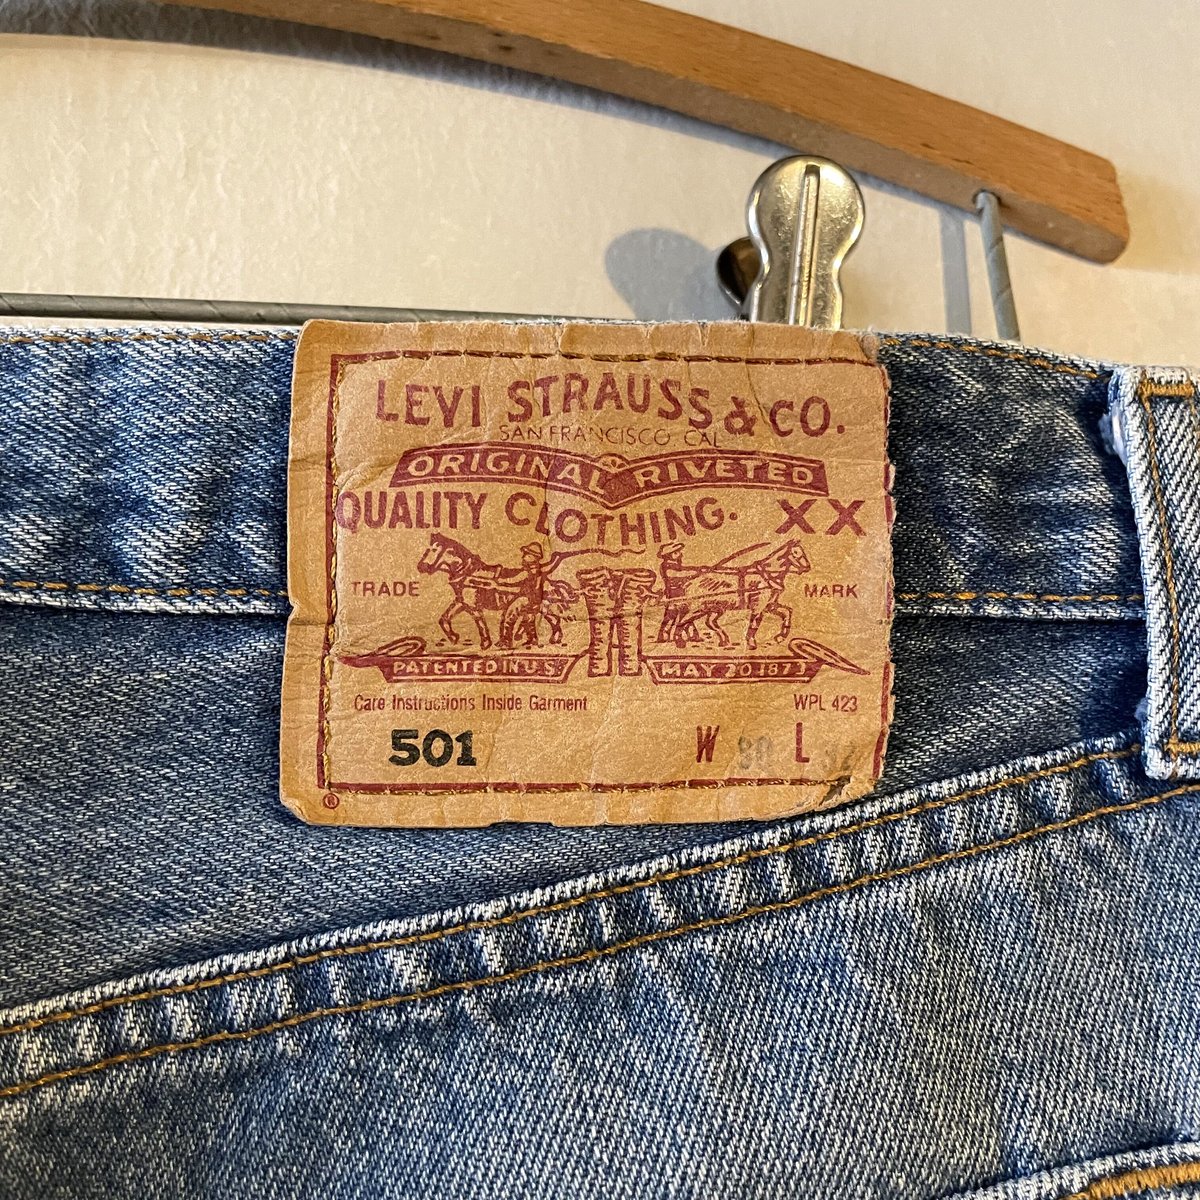 LEVI STRAUSS & CO.
SAN FRANCISCO CAL
ORIGINAL RIVETED
QUALITY CLOTHING. XX
TRADE MARK
PATENTED IN U.S. MAY 20 1873
Care Instructions Inside Garment WPL 423
501 W 30 L
®